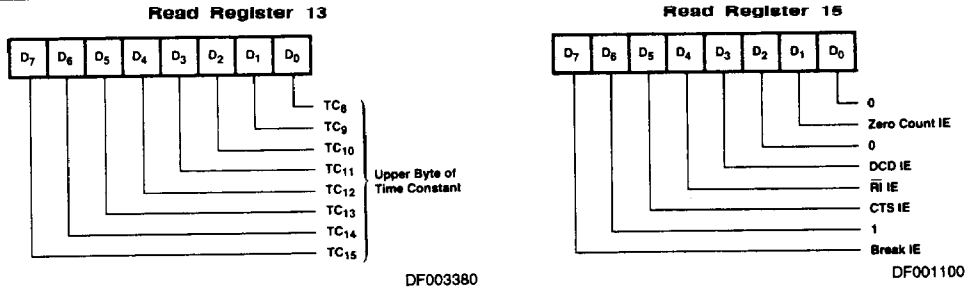 Read Register 13
D7 D6 D5 D4 D3 D2 D1 D0
TC8
TC9
TC10
TC11
TC12
TC13
TC14
TC15
Upper Byte of
Time Constant
DF003380
Read Register 15
D7 D6 D5 D4 D3 D2 D1 D0
0
Zero Count IE
0
DCD IE
R̅I̅ IE
CTS IE
1
Break IE
DF001100